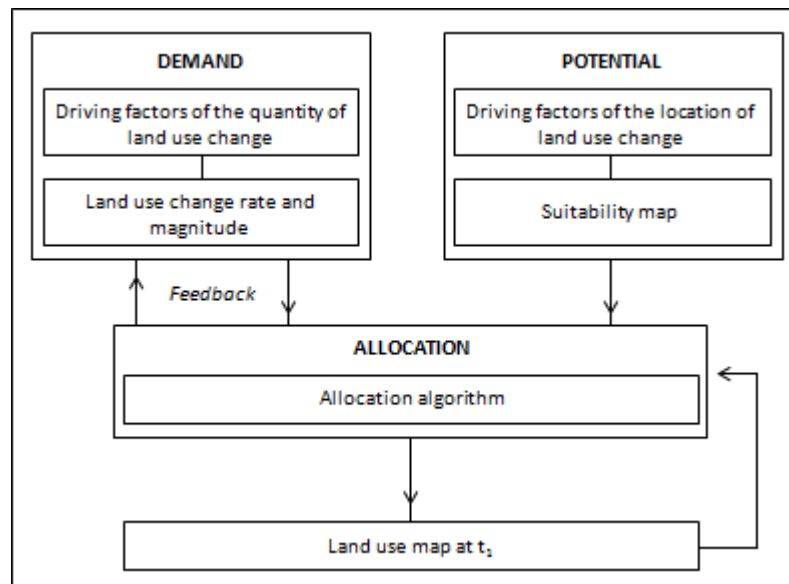 DEMAND
Driving factors of the quantity of
land use change
Land use change rate and
magnitude
POTENTIAL
Driving factors of the location of
land use change
Suitability map
Feedback
ALLOCATION
Allocation algorithm
Land use map at t₁